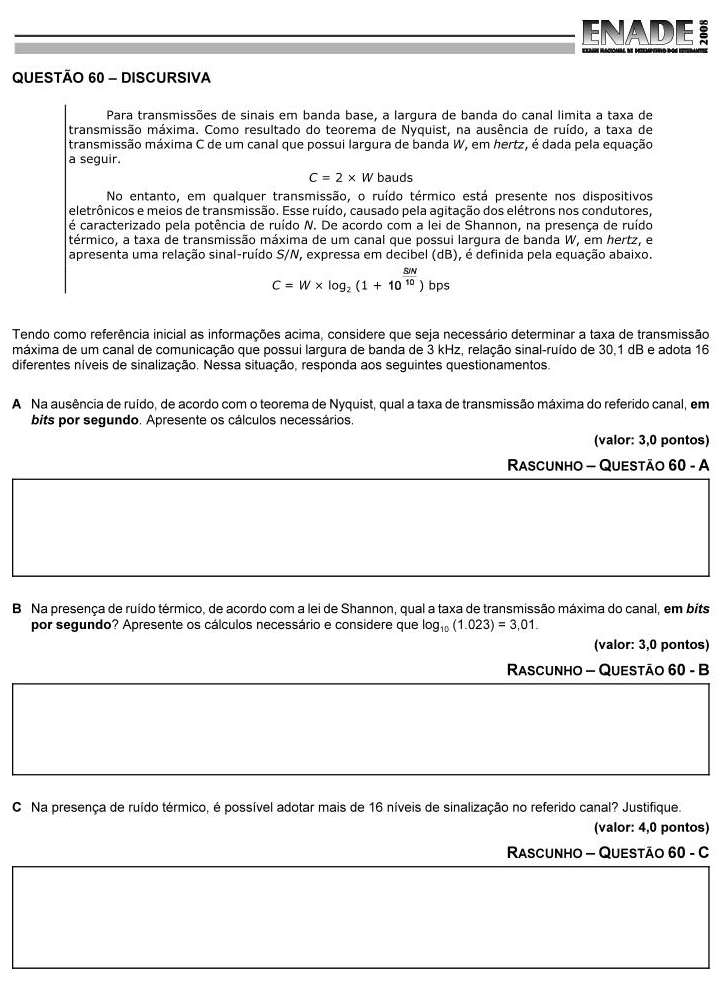 ENADE 2008
EXAME NACIONAL DE DESEMPENHO DOS ESTUDANTES
QUESTÃO 60 – DISCURSIVA
Para transmissões de sinais em banda base, a largura de banda do canal limita a taxa de
transmissão máxima. Como resultado do teorema de Nyquist, na ausência de ruído, a taxa de
transmissão máxima C de um canal que possui largura de banda W, em hertz, é dada pela equação
a seguir.
C = 2 × W bauds
No entanto, em qualquer transmissão, o ruído térmico está presente nos dispositivos
eletrônicos e meios de transmissão. Esse ruído, causado pela agitação dos elétrons nos condutores,
é caracterizado pela potência de ruído N. De acordo com a lei de Shannon, na presença de ruído
térmico, a taxa de transmissão máxima de um canal que possui largura de banda W, em hertz, e
apresenta uma relação sinal-ruído S/N, expressa em decibel (dB), é definida pela equação abaixo.
C = W × log₂ (1 + 10^((S/N)/10)) bps
Tendo como referência inicial as informações acima, considere que seja necessário determinar a taxa de transmissão
máxima de um canal de comunicação que possui largura de banda de 3 kHz, relação sinal-ruído de 30,1 dB e adota 16
diferentes níveis de sinalização. Nessa situação, responda aos seguintes questionamentos.
A Na ausência de ruído, de acordo com o teorema de Nyquist, qual a taxa de transmissão máxima do referido canal, em
bits por segundo. Apresente os cálculos necessários.
(valor: 3,0 pontos)
RASCUNHO – QUESTÃO 60 - A
B Na presença de ruído térmico, de acordo com a lei de Shannon, qual a taxa de transmissão máxima do canal, em bits
por segundo? Apresente os cálculos necessário e considere que log₁₀ (1.023) = 3,01.
(valor: 3,0 pontos)
RASCUNHO – QUESTÃO 60 - B
C Na presença de ruído térmico, é possível adotar mais de 16 níveis de sinalização no referido canal? Justifique.
(valor: 4,0 pontos)
RASCUNHO – QUESTÃO 60 - C